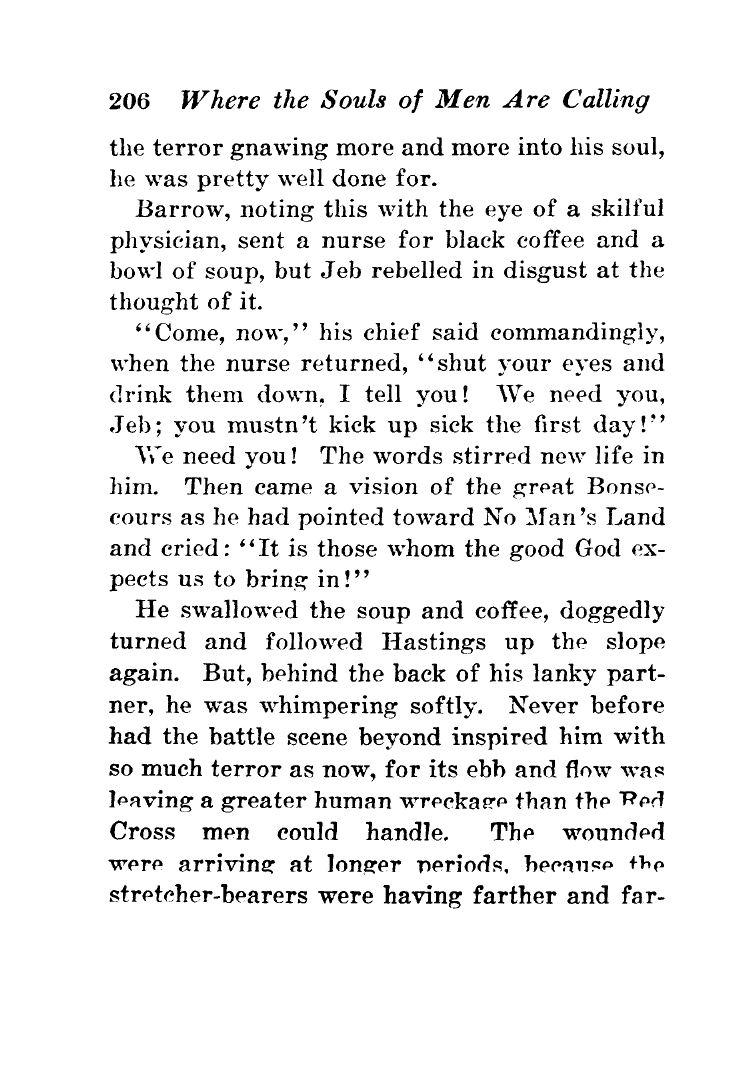 206 Where the Souls of Men Are Calling
the terror gnawing more and more into his soul,
he was pretty well done for.
Barrow, noting this with the eye of a skilful
physician, sent a nurse for black coffee and a
bowl of soup, but Jeb rebelled in disgust at the
thought of it.
“Come, now,” his chief said commandingly,
when the nurse returned, “shut your eyes and
drink them down, I tell you! We need you,
Jeb; you mustn’t kick up sick the first day!”
We need you! The words stirred new life in
him. Then came a vision of the great Bonse-
cours as he had pointed toward No Man’s Land
and cried: “It is those whom the good God ex-
pects us to bring in!”
He swallowed the soup and coffee, doggedly
turned and followed Hastings up the slope
again. But, behind the back of his lanky part-
ner, he was whimpering softly. Never before
had the battle scene beyond inspired him with
so much terror as now, for its ebb and flow was
leaving a greater human wreckage than the Red
Cross men could handle. The wounded
were arriving at longer periods, because the
stretcher-bearers were having farther and far-